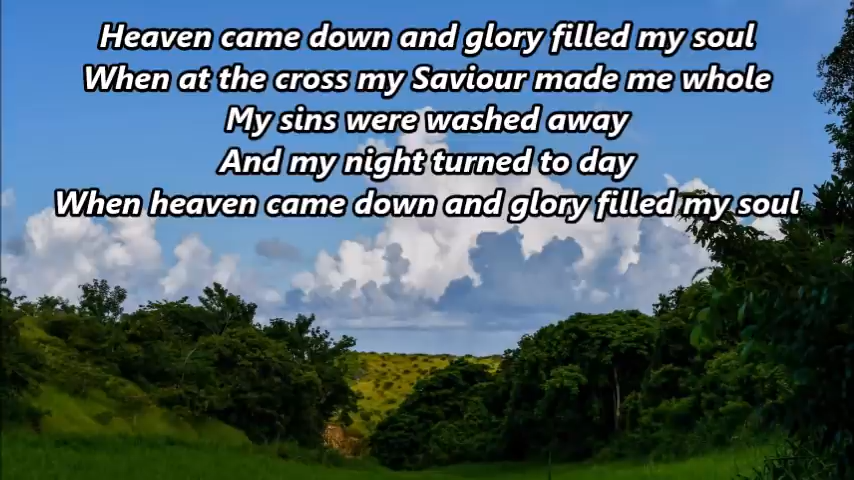 Heaven came down and glory filled my soul
When at the cross my Saviour made me whole
My sins were washed away
And my night turned to day
When heaven came down and glory filled my soul